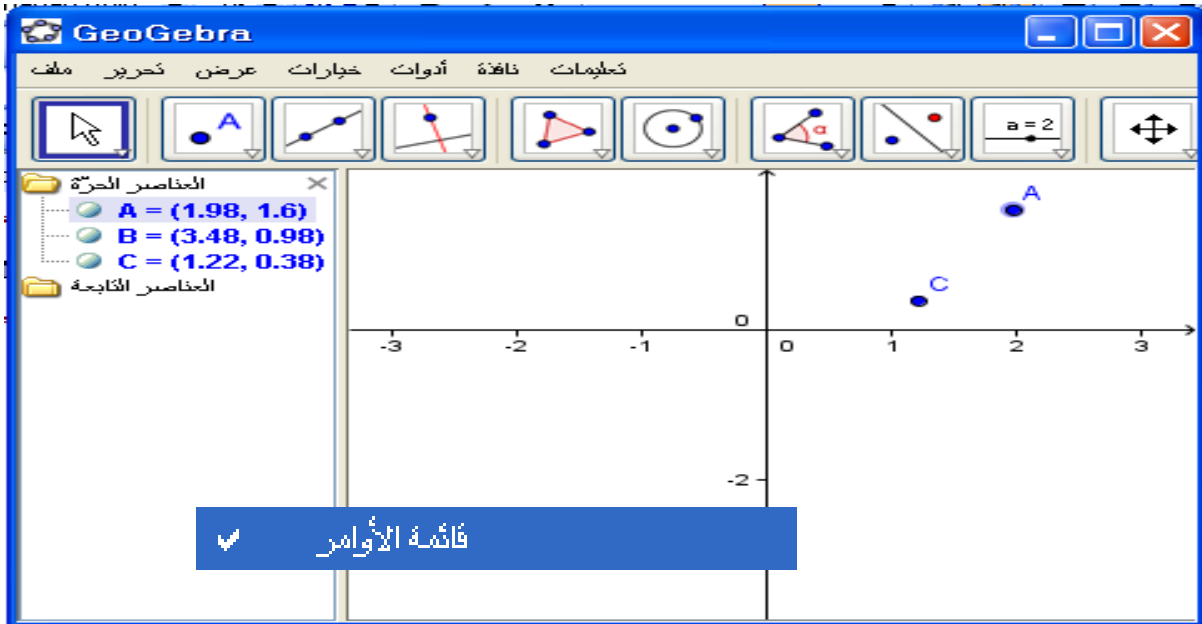 GeoGebra
ملف تحرير عرض خيارات أدوات نافذة تعليمات
A
α
a = 2
العناصر الحرّة
A = (1.98, 1.6)
B = (3.48, 0.98)
C = (1.22, 0.38)
العناصر التابعة
A
C
0
-3 -2 -1 0 1 2 3
-2
قائمة الأوامر